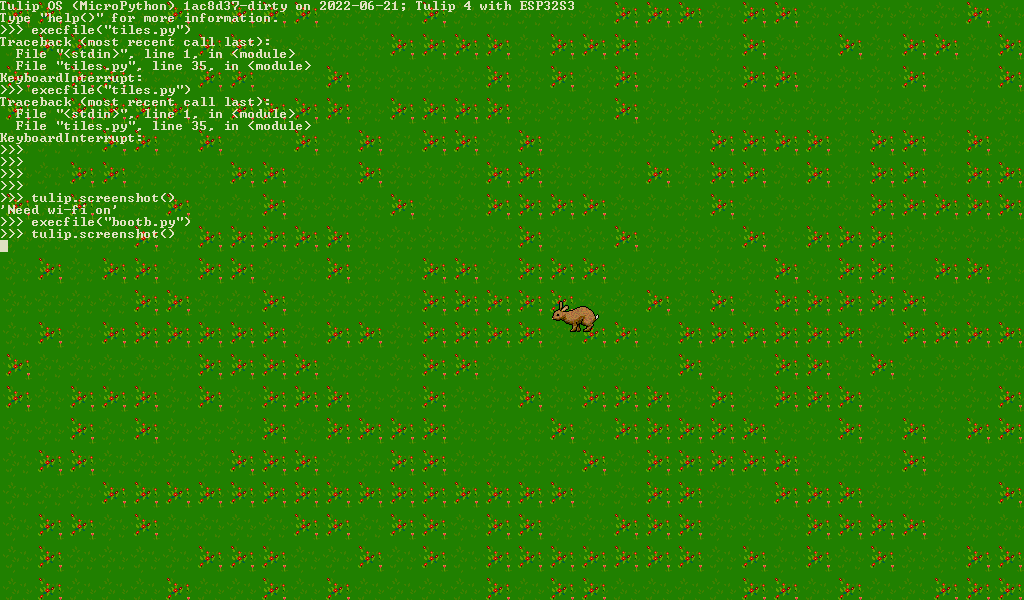 Tulip OS (MicroPython) 1ac8d37-dirty on 2022-06-21; Tulip 4 with ESP32S3
Type "help()" for more information.
>>> execfile("tiles.py")
Traceback (most recent call last):
  File "<stdin>", line 1, in <module>
  File "tiles.py", line 35, in <module>
KeyboardInterrupt:
>>> execfile("tiles.py")
Traceback (most recent call last):
  File "<stdin>", line 1, in <module>
  File "tiles.py", line 35, in <module>
KeyboardInterrupt:
>>>
>>>
>>>
>>>
>>> tulip.screenshot()
'Need wi-fi on'
>>> execfile("bootb.py")
>>> tulip.screenshot()